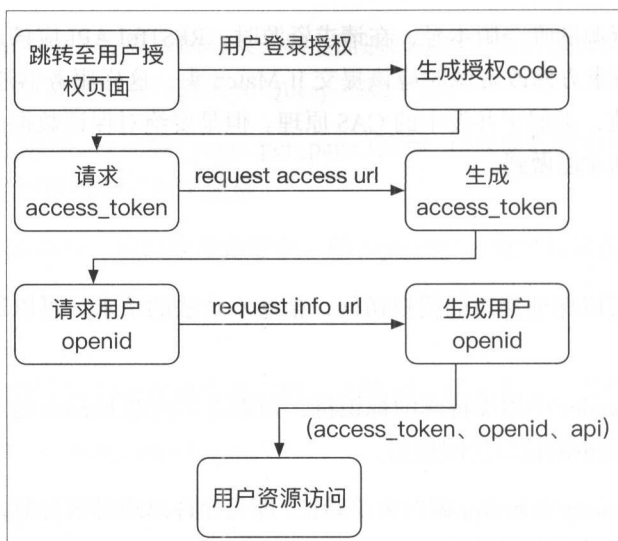 跳转至用户授
权页面
用户登录授权
生成授权code
请求
access_token
request access url
生成
access_token
请求用户
openid
request info url
生成用户
openid
(access_token、openid、api)
用户资源访问